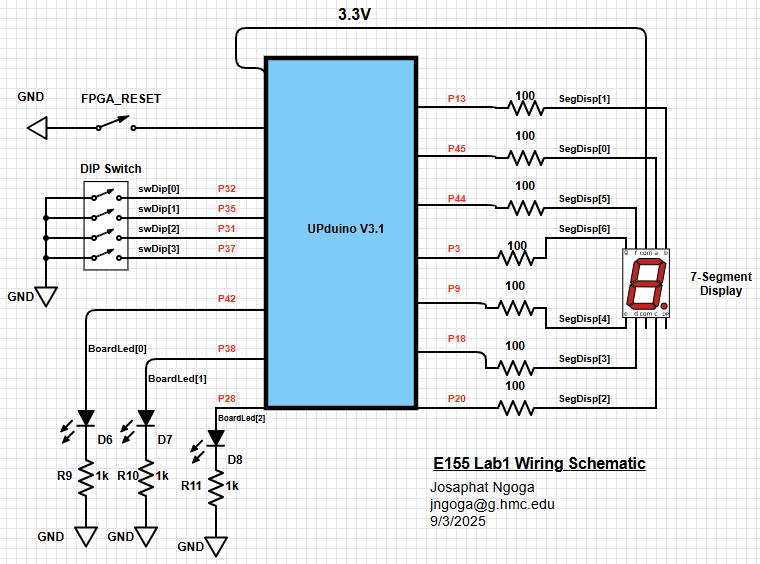 3.3V
GND
FPGA_RESET
P13
100
SegDisp[1]
P45
100
SegDisp[0]
DIP Switch
swDip[0]
P32
swDip[1]
P35
swDip[2]
P31
swDip[3]
P37
GND
UPduino V3.1
P44
100
SegDisp[5]
P3
100
SegDisp[6]
g f com a b
e d com c DP
7-Segment
Display
P9
100
SegDisp[4]
P18
100
SegDisp[3]
P20
100
SegDisp[2]
P42
BoardLed[0]
P38
BoardLed[1]
P28
BoardLed[2]
D6
D7
D8
R9
1k
R10
1k
R11
1k
GND
GND
GND
E155 Lab1 Wiring Schematic
Josaphat Ngoga
jngoga@g.hmc.edu
9/3/2025